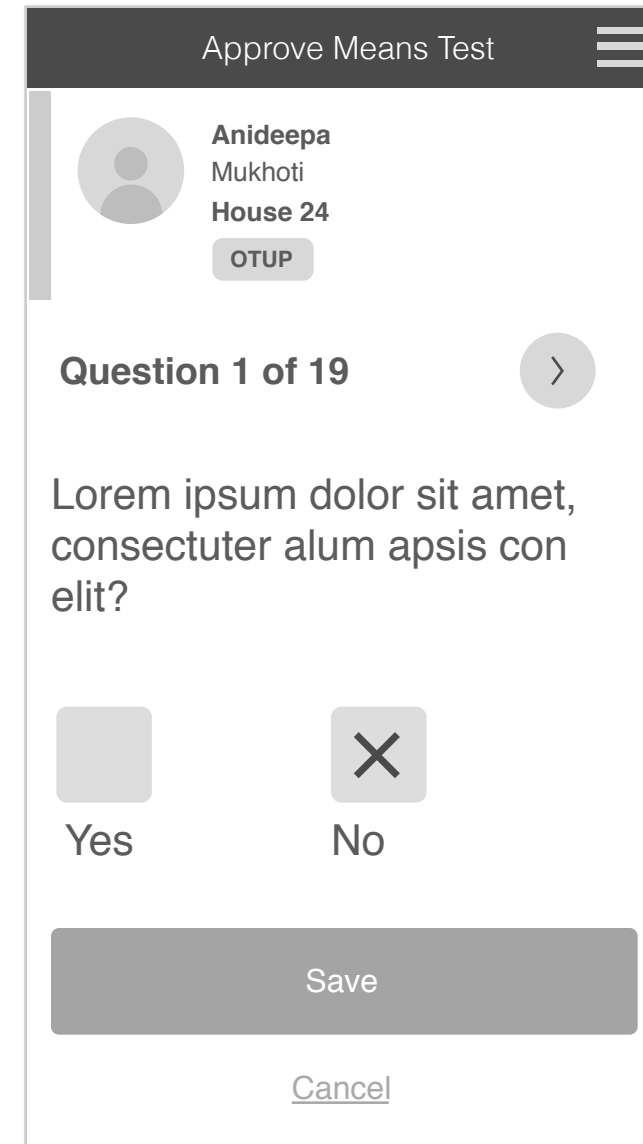 Approve Means Test
Anideepa
Mukhoti
House 24
OTUP
Question 1 of 19
Lorem ipsum dolor sit amet,
consectuter alum apsis con
elit?
Yes
No
Save
Cancel